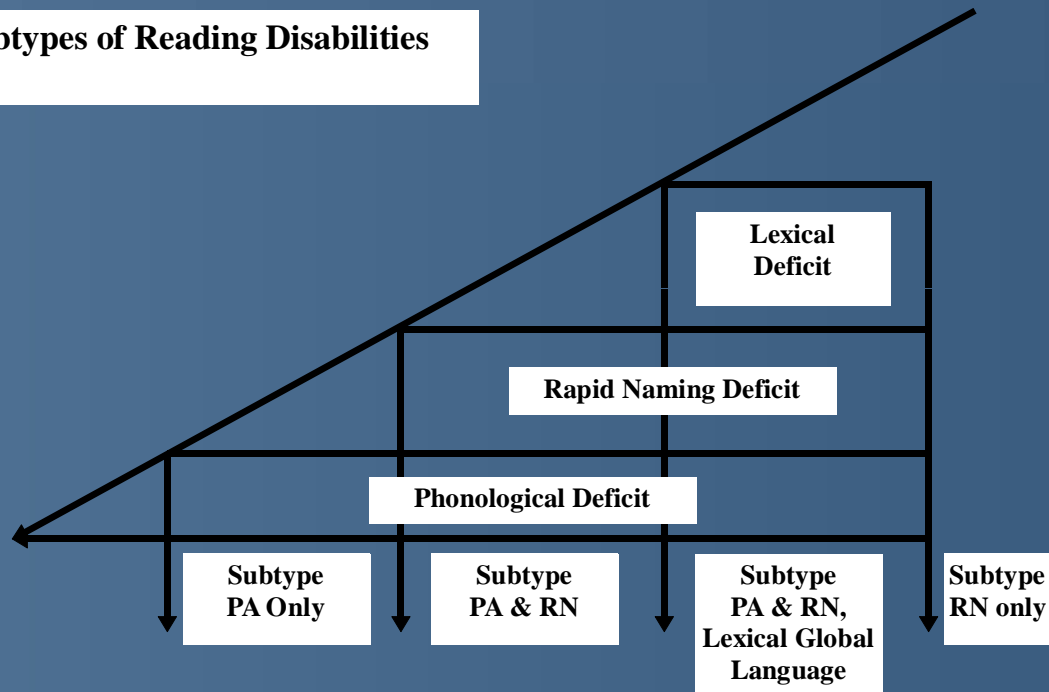 btypes of Reading Disabilities
Lexical
Deficit
Rapid Naming Deficit
Phonological Deficit
Subtype
PA Only
Subtype
PA & RN
Subtype
PA & RN,
Lexical Global
Language
Subtype
RN only